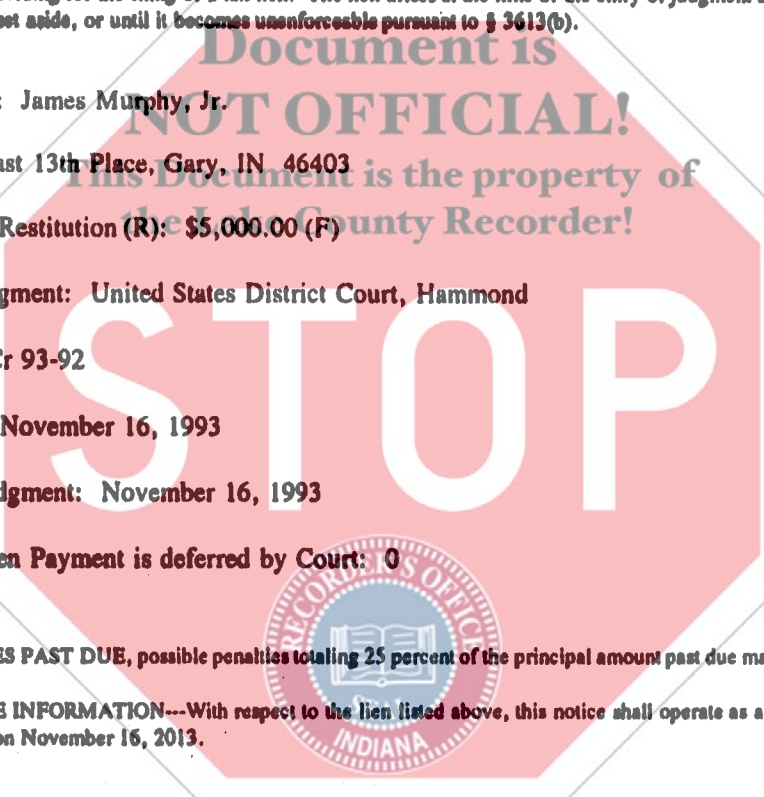 set aside, or until it becomes unenforceable pursuant to § 3613(b).
Document is
: James Murphy, Jr.
NOT OFFICIAL!
ast 13th Place, Gary, IN 46403
This Document is the property of
the Lake County Recorder!
Restitution (R): $5,000.00 (F)
gment: United States District Court, Hammond
STOP
r 93-92
November 16, 1993
dgment: November 16, 1993
en Payment is deferred by Court: 0
RECORDER'S OFFICE
SEAL
INDIANA
ES PAST DUE, possible penalties totaling 25 percent of the principal amount past due ma
E INFORMATION---With respect to the lien listed above, this notice shall operate as a
on November 16, 2013.